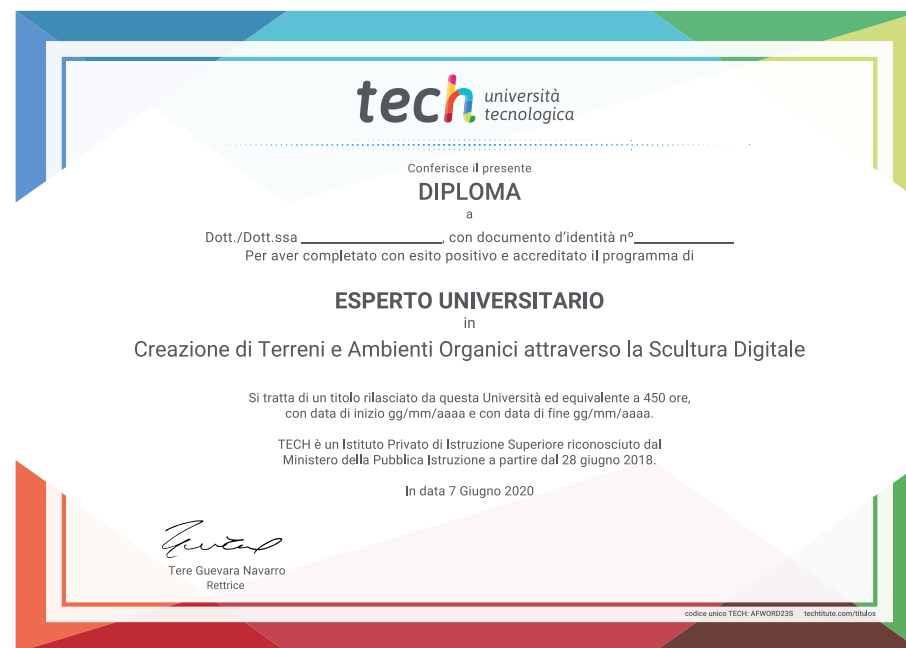 tech università
tecnologica
Conferisce il presente
DIPLOMA
a
Dott./Dott.ssa _________________, con documento d'identità nº____________
Per aver completato con esito positivo e accreditato il programma di
ESPERTO UNIVERSITARIO
in
Creazione di Terreni e Ambienti Organici attraverso la Scultura Digitale
Si tratta di un titolo rilasciato da questa Università ed equivalente a 450 ore,
con data di inizio gg/mm/aaaa e con data di fine gg/mm/aaaa.
TECH è un Istituto Privato di Istruzione Superiore riconosciuto dal
Ministero della Pubblica Istruzione a partire dal 28 giugno 2018.
In data 7 Giugno 2020
Tere Guevara Navarro
Rettrice
codice unico TECH: AFWORD23S techtitute.com/títulos